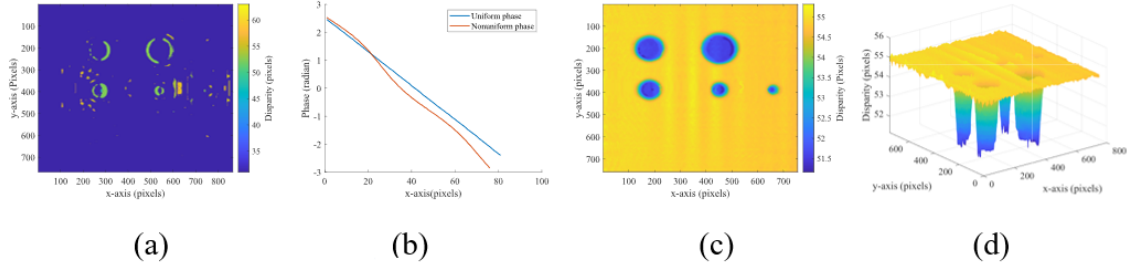 100
200
300
400
500
600
700
y-axis (Pixels)
100 200 300 400 500 600 700 800
x-axis (pixels)
60
55
50
45
40
35
Disparity (pixels)
3
2
1
0
-1
-2
-3
Phase (radian)
0 20 40 60 80 100
x-axis(pixels)
Uniform phase
Nonuniform phase
100
200
300
400
500
600
700
y-axis (pixels)
100 200 300 400 500 600 700
x-axis (pixels)
55.5
55
54.5
54
53.5
53
52.5
52
51.5
Disparity (Pixels)
56
55
54
53
52
Disparity (pixels)
600
400
200
0
y-axis (pixels)
0
200
400
600
800
x-axis (pixels)
(a) (b) (c) (d)